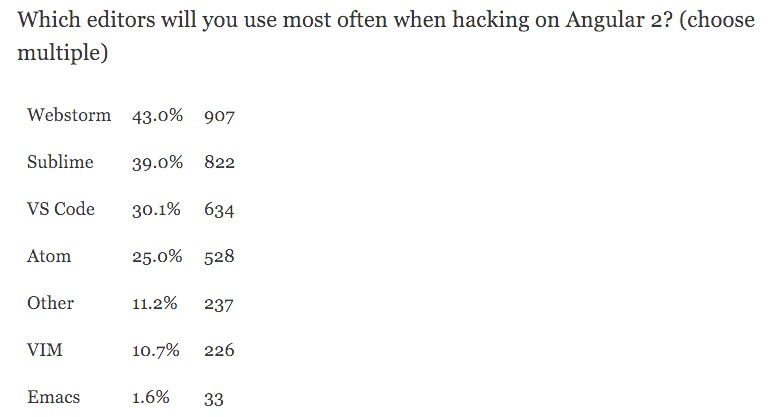 Which editors will you use most often when hacking on Angular 2? (choose
multiple)
Webstorm 43.0% 907
Sublime 39.0% 822
VS Code 30.1% 634
Atom 25.0% 528
Other 11.2% 237
VIM 10.7% 226
Emacs 1.6% 33